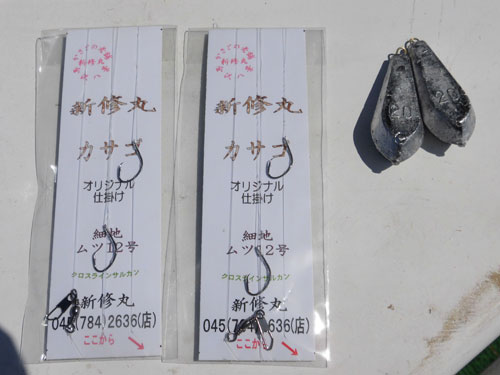 新修丸
カサゴ
オリジナル
仕掛け
細地
ムツ12号
クロスラインサルカン
新修丸
045(784)2636(店)
ここから
新修丸
カサゴ
オリジナル
仕掛け
細地
ムツ12号
クロスラインサルカン
新修丸
045(784)2636(店)
ここから
20
20